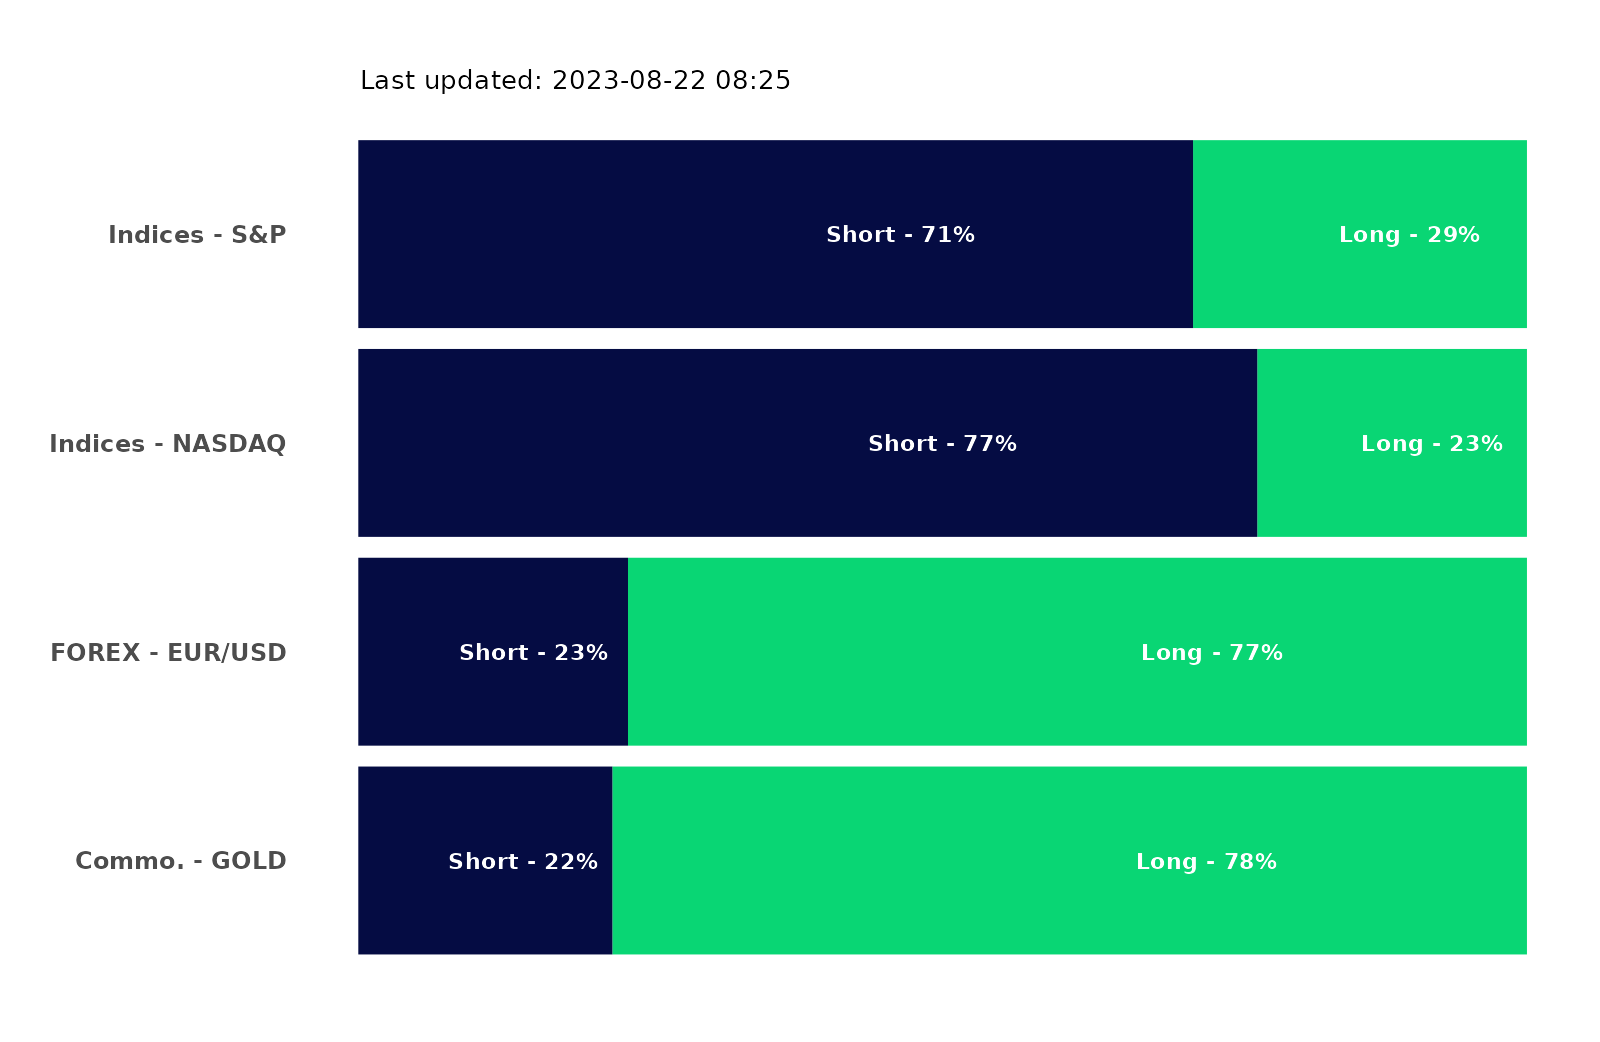 Last updated: 2023-08-22 08:25
Indices - S&P
Short - 71%
Long - 29%
Indices - NASDAQ
Short - 77%
Long - 23%
FOREX - EUR/USD
Short - 23%
Long - 77%
Commo. - GOLD
Short - 22%
Long - 78%